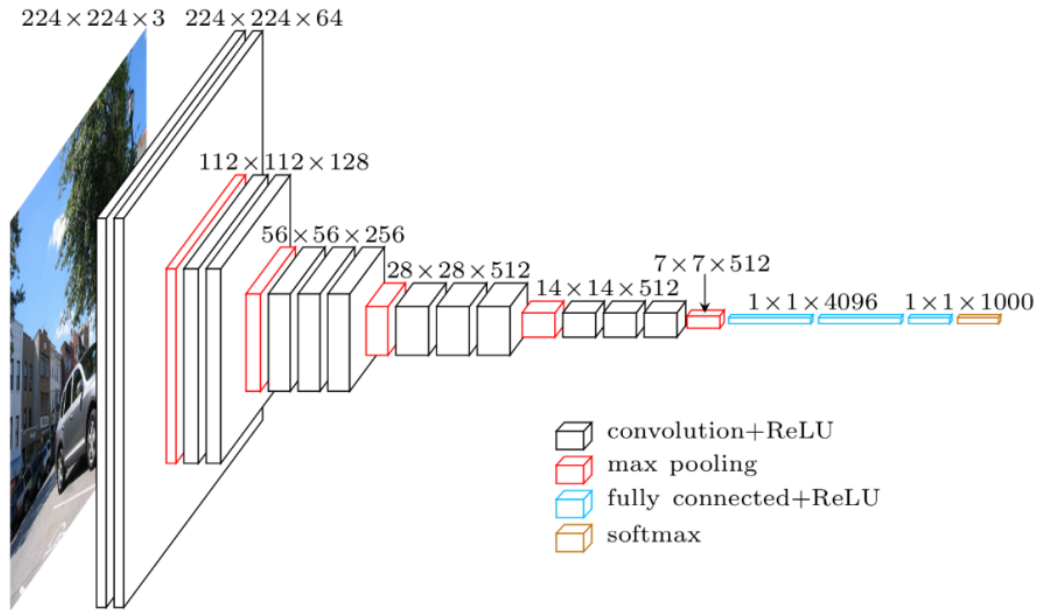 224×224×3
224×224×64
112×112×128
56×56×256
28×28×512
14×14×512
7×7×512
1×1×4096
1×1×1000
convolution+ReLU
max pooling
fully connected+ReLU
softmax